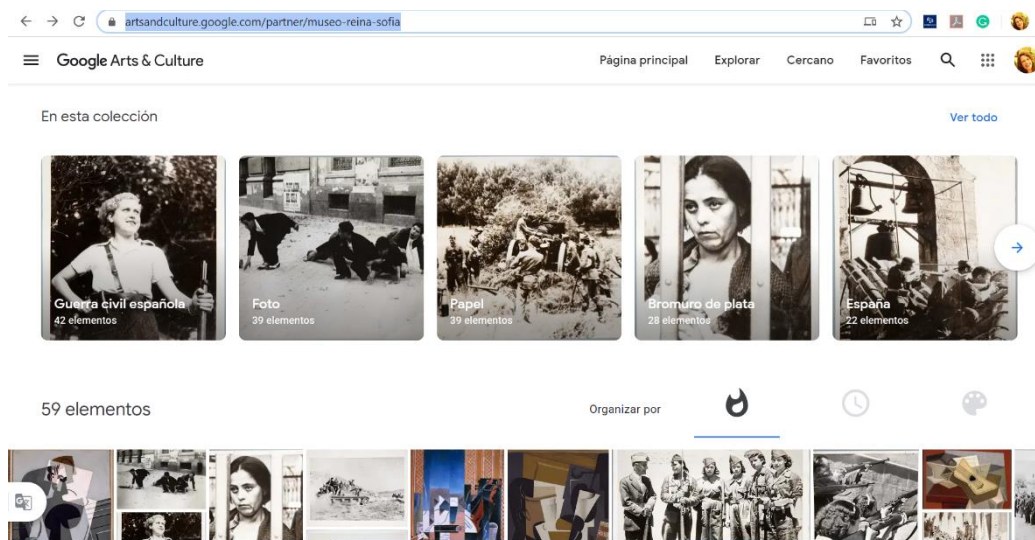 artsandculture.google.com/partner/museo-reina-sofia
Google Arts & Culture
Página principal Explorar Cercano Favoritos
En esta colección
Ver todo
Guerra civil española
42 elementos
Foto
39 elementos
Papel
39 elementos
Bromuro de plata
28 elementos
España
22 elementos
59 elementos
Organizar por